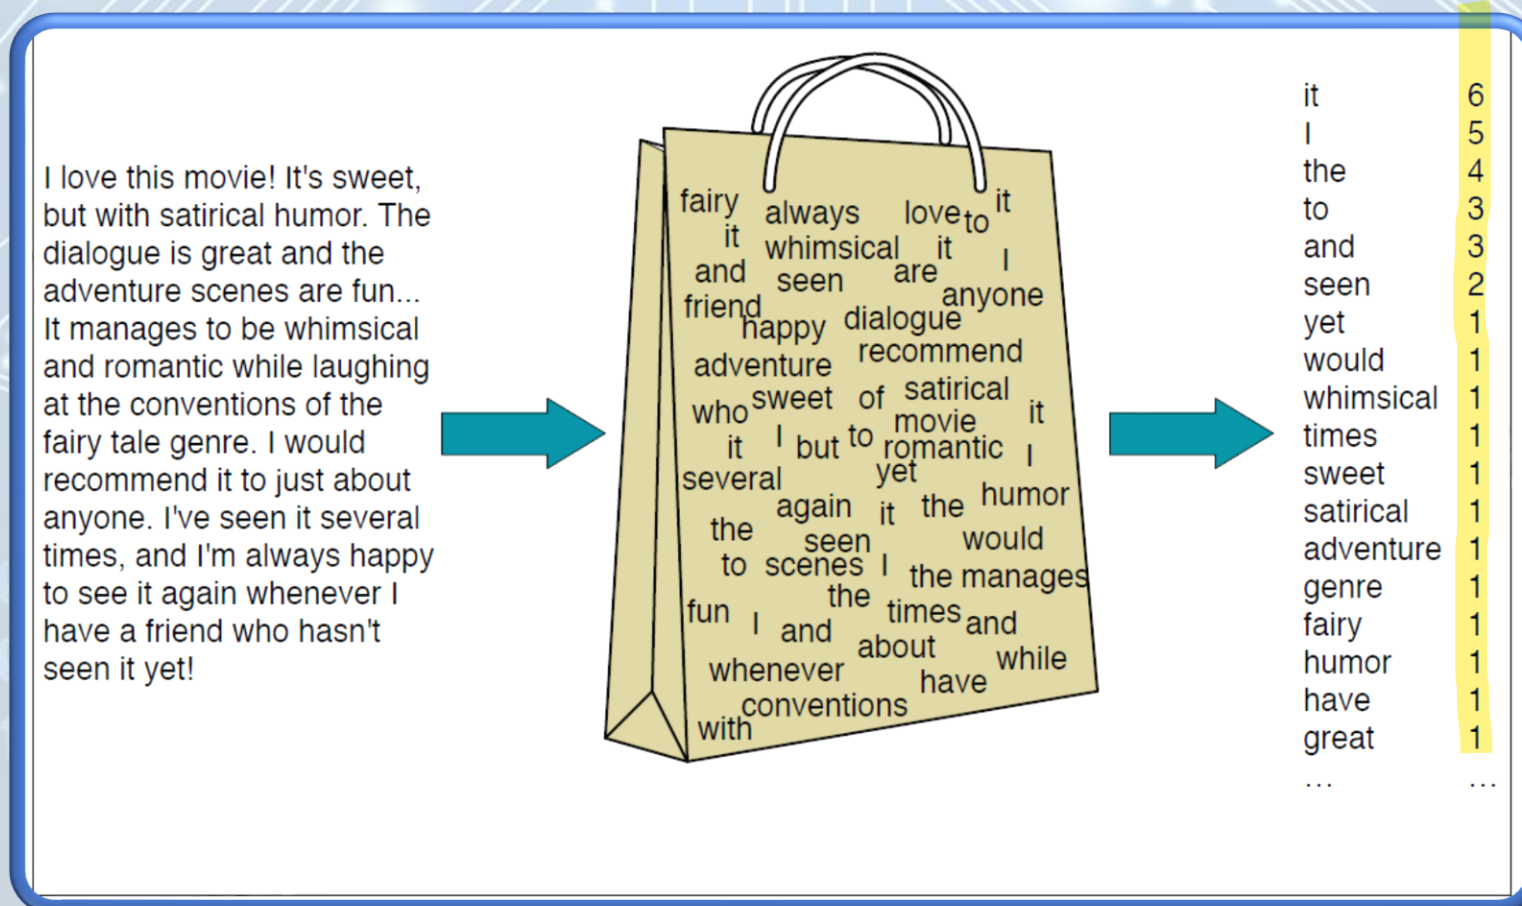 I love this movie! It's sweet,
but with satirical humor. The
dialogue is great and the
adventure scenes are fun...
It manages to be whimsical
and romantic while laughing
at the conventions of the
fairy tale genre. I would
recommend it to just about
anyone. I've seen it several
times, and I'm always happy
to see it again whenever I
have a friend who hasn't
seen it yet!
fairy always love to it
it whimsical it I
and seen are anyone
friend happy dialogue
adventure recommend
who sweet of satirical
it I but to movie romantic it I
several yet
again it the humor
the seen would
to scenes I the manages
fun I and the times and
about
whenever have while
conventions
with
it 6
I 5
the 4
to 3
and 3
seen 2
yet 1
would 1
whimsical 1
times 1
sweet 1
satirical 1
adventure 1
genre 1
fairy 1
humor 1
have 1
great 1
... ...